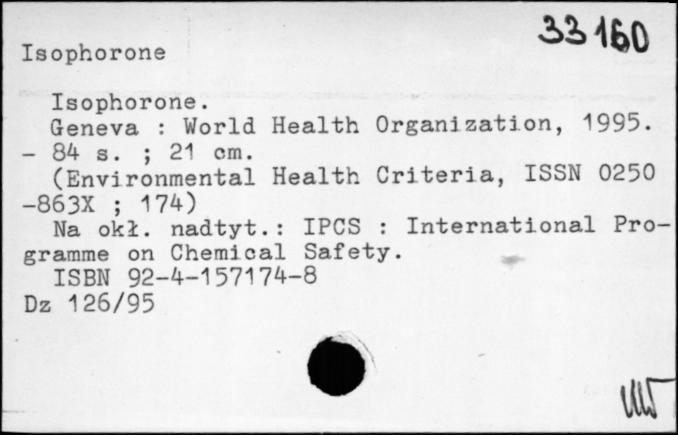 33160
Isophorone
Isophorone.
Geneva : World Health Organization, 1995.
- 84 s. ; 21 cm.
(Environmental Health Criteria, ISSN 0250
-863X ; 174)
Na okł. nadtyt.: IPCS : International Pro-
gramme on Chemical Safety.
ISBN 92-4-157174-8
Dz 126/95